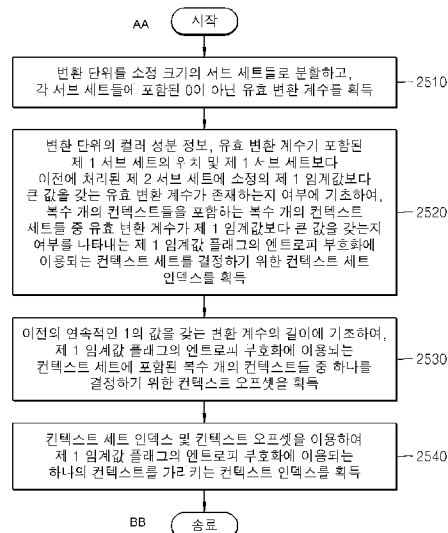 AA
시작
변환 단위를 소정 크기의 서브 세트들로 분할하고,
각 서브 세트들에 포함된 0이 아닌 유효 변환 계수를 획득
2510
변환 단위의 컬러 성분 정보, 유효 변환 계수가 포함된
제 1 서브 세트의 위치 및 제 1 서브 세트보다
이전에 처리된 제 2 서브 세트에 소정의 제 1 임계값보다
큰 값을 갖는 유효 변환 계수가 존재하는지 여부에 기초하여,
복수 개의 컨텍스트들을 포함하는 복수 개의 컨텍스트
세트들 중 유효 변환 계수가 제 1 임계값보다 큰 값을 갖는지
여부를 나타내는 제 1 임계값 플래그의 엔트로피 부호화에
이용되는 컨텍스트 세트를 결정하기 위한 컨텍스트 세트
인덱스를 획득
2520
이전의 연속적인 1의 값을 갖는 변환 계수의 길이에 기초하여,
제 1 임계값 플래그의 엔트로피 부호화에 이용되는
컨텍스트 세트에 포함된 복수 개의 컨텍스트들 중 하나를
결정하기 위한 컨텍스트 오프셋을 획득
2530
컨텍스트 세트 인덱스 및 컨텍스트 오프셋을 이용하여
제 1 임계값 플래그의 엔트로피 부호화에 이용되는
하나의 컨텍스트를 가리키는 컨텍스트 인덱스를 획득
2540
BB
종료